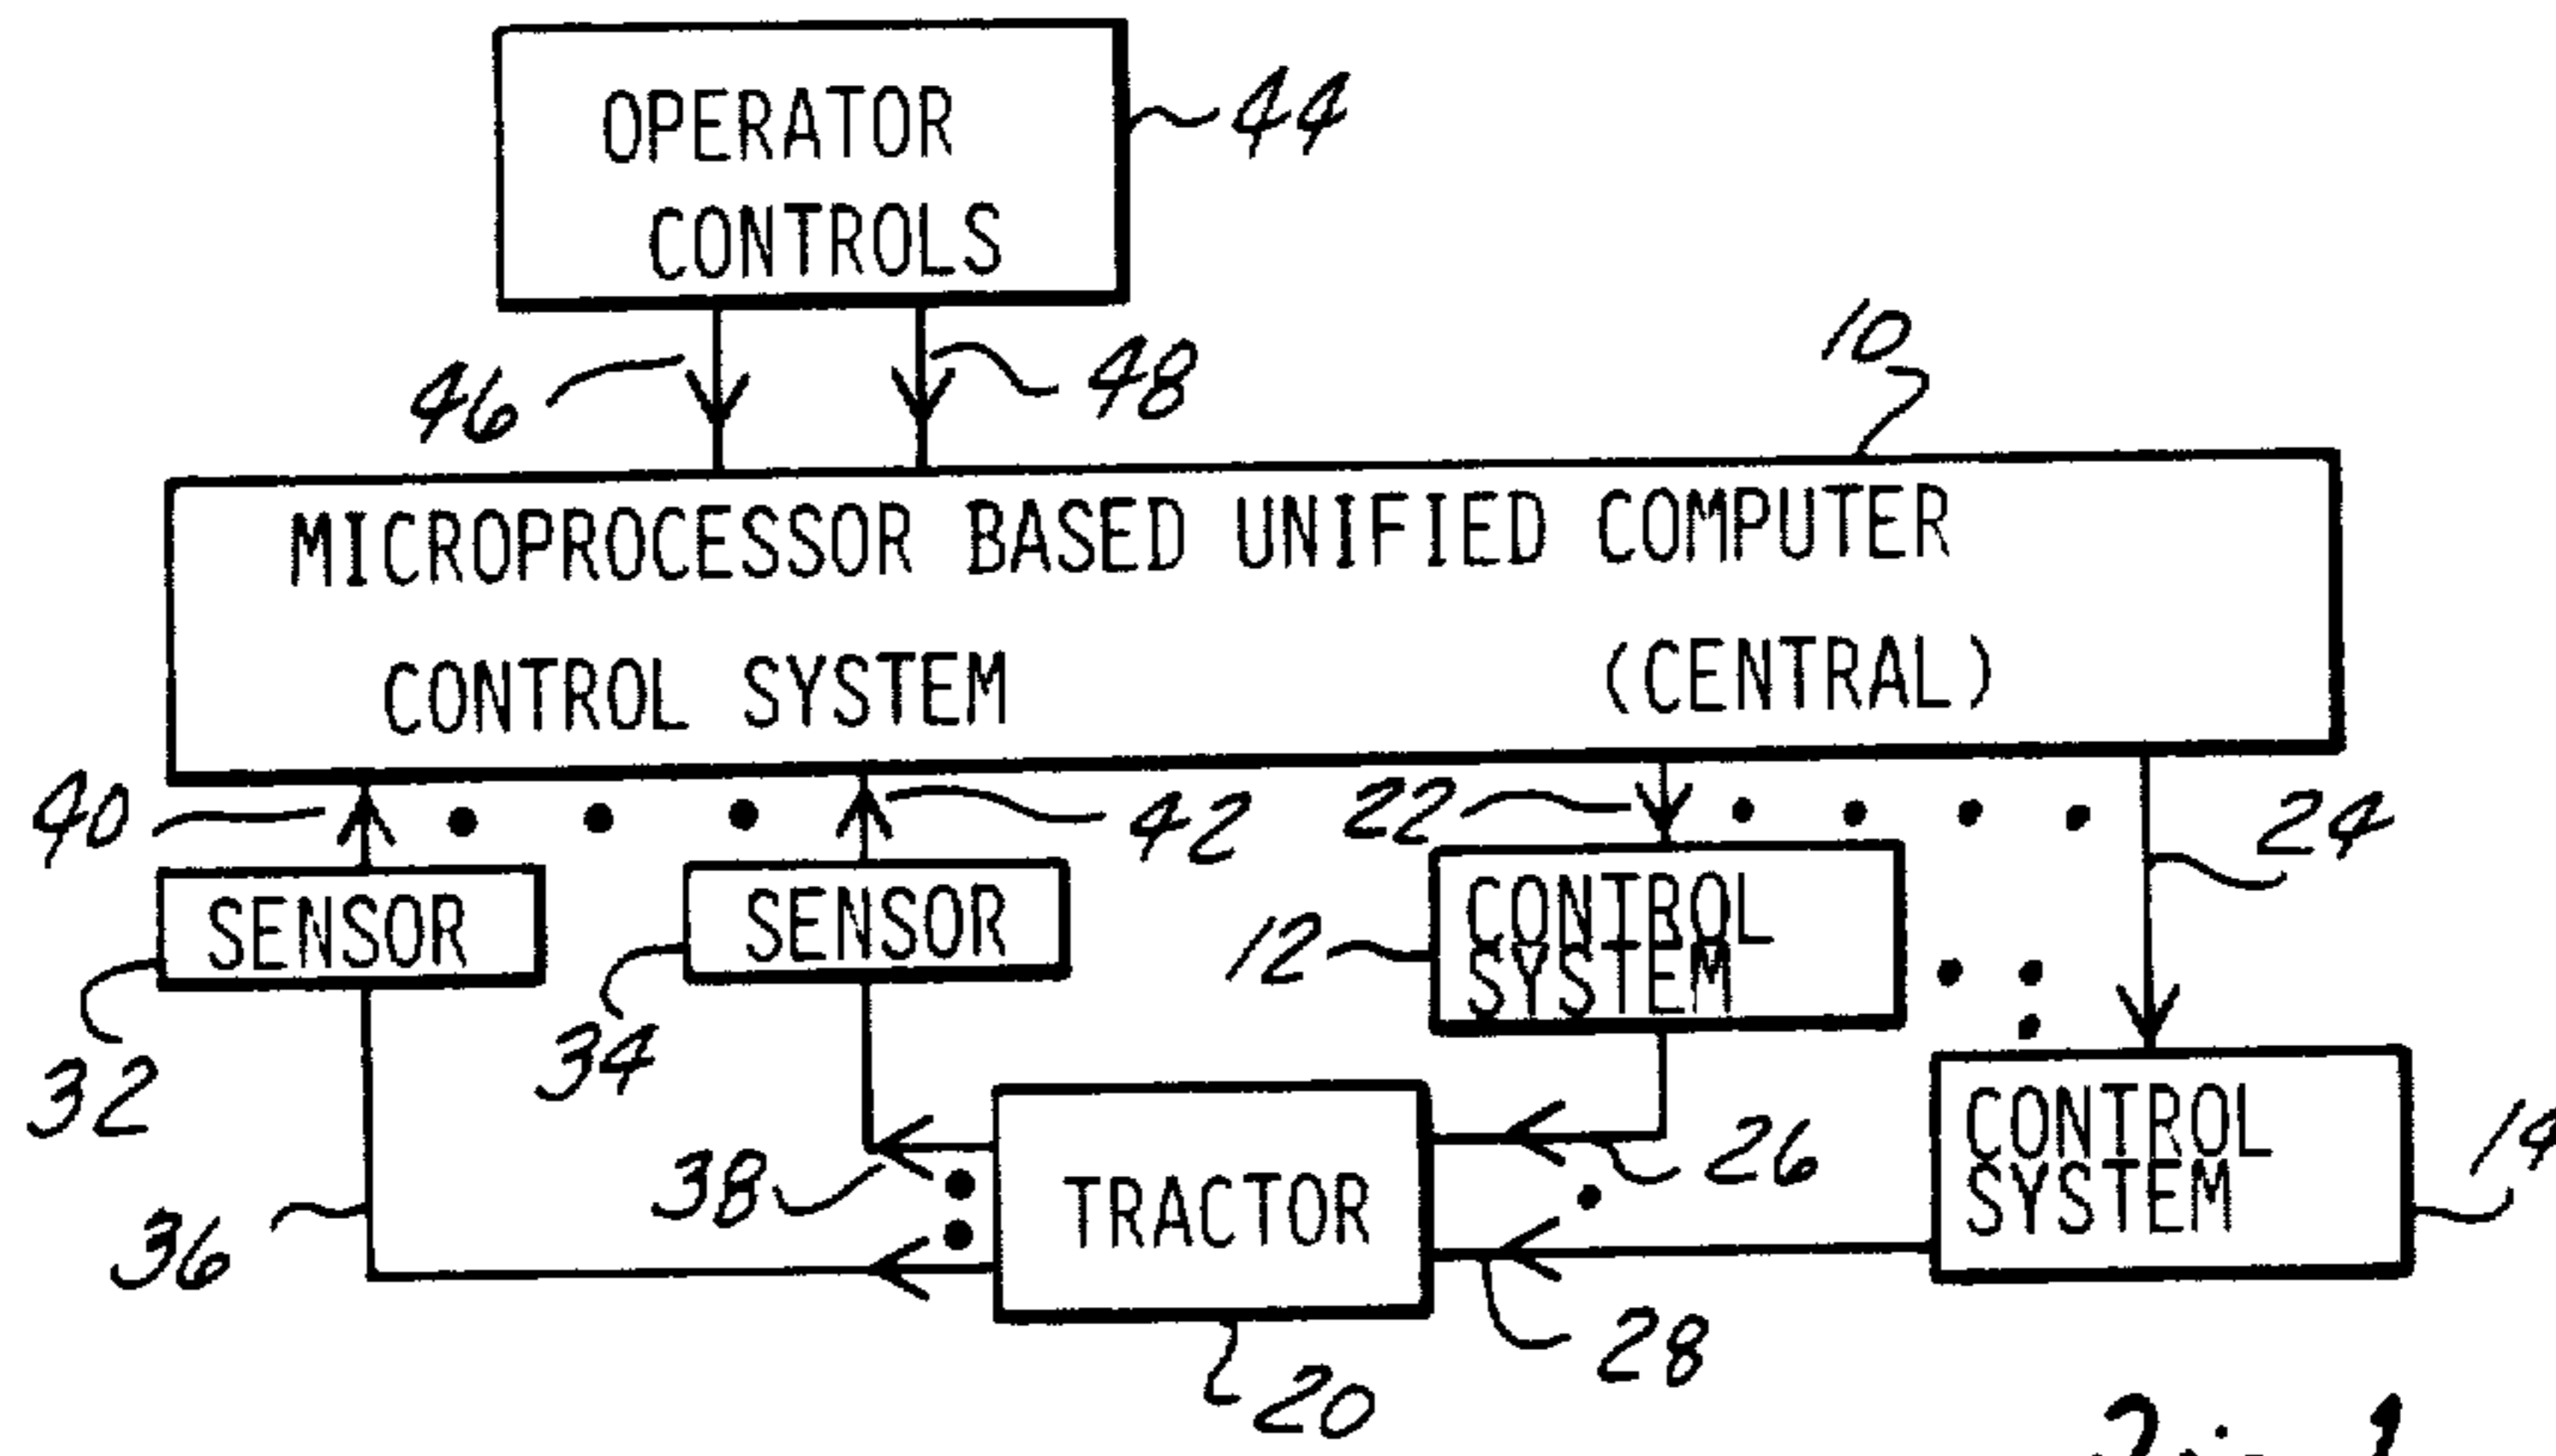 OPERATOR
CONTROLS
44
46
48
10
MICROPROCESSOR BASED UNIFIED COMPUTER
CONTROL SYSTEM (CENTRAL)
40
42
22
24
SENSOR
SENSOR
CONTROL
SYSTEM
12
32
34
CONTROL
SYSTEM
14
TRACTOR
26
38
36
28
20